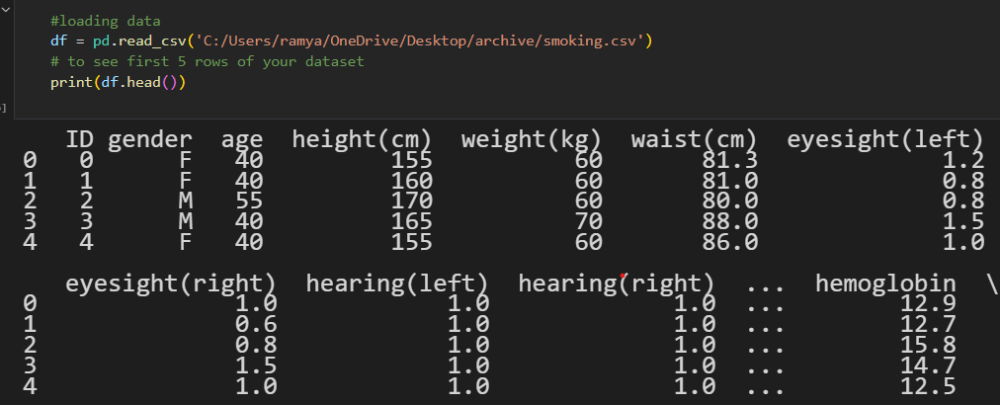 #loading data
df = pd.read_csv('C:/Users/ramya/OneDrive/Desktop/archive/smoking.csv')
# to see first 5 rows of your dataset
print(df.head())
]
ID gender age height(cm) weight(kg) waist(cm) eyesight(left)
0 0 F 40 155 60 81.3 1.2
1 1 F 40 160 60 81.0 0.8
2 2 M 55 170 60 80.0 0.8
3 3 M 40 165 70 88.0 1.5
4 4 F 40 155 60 86.0 1.0
eyesight(right) hearing(left) hearing(right) ... hemoglobin \
0 1.0 1.0 1.0 ... 12.9
1 0.6 1.0 1.0 ... 12.7
2 0.8 1.0 1.0 ... 15.8
3 1.5 1.0 1.0 ... 14.7
4 1.0 1.0 1.0 ... 12.5